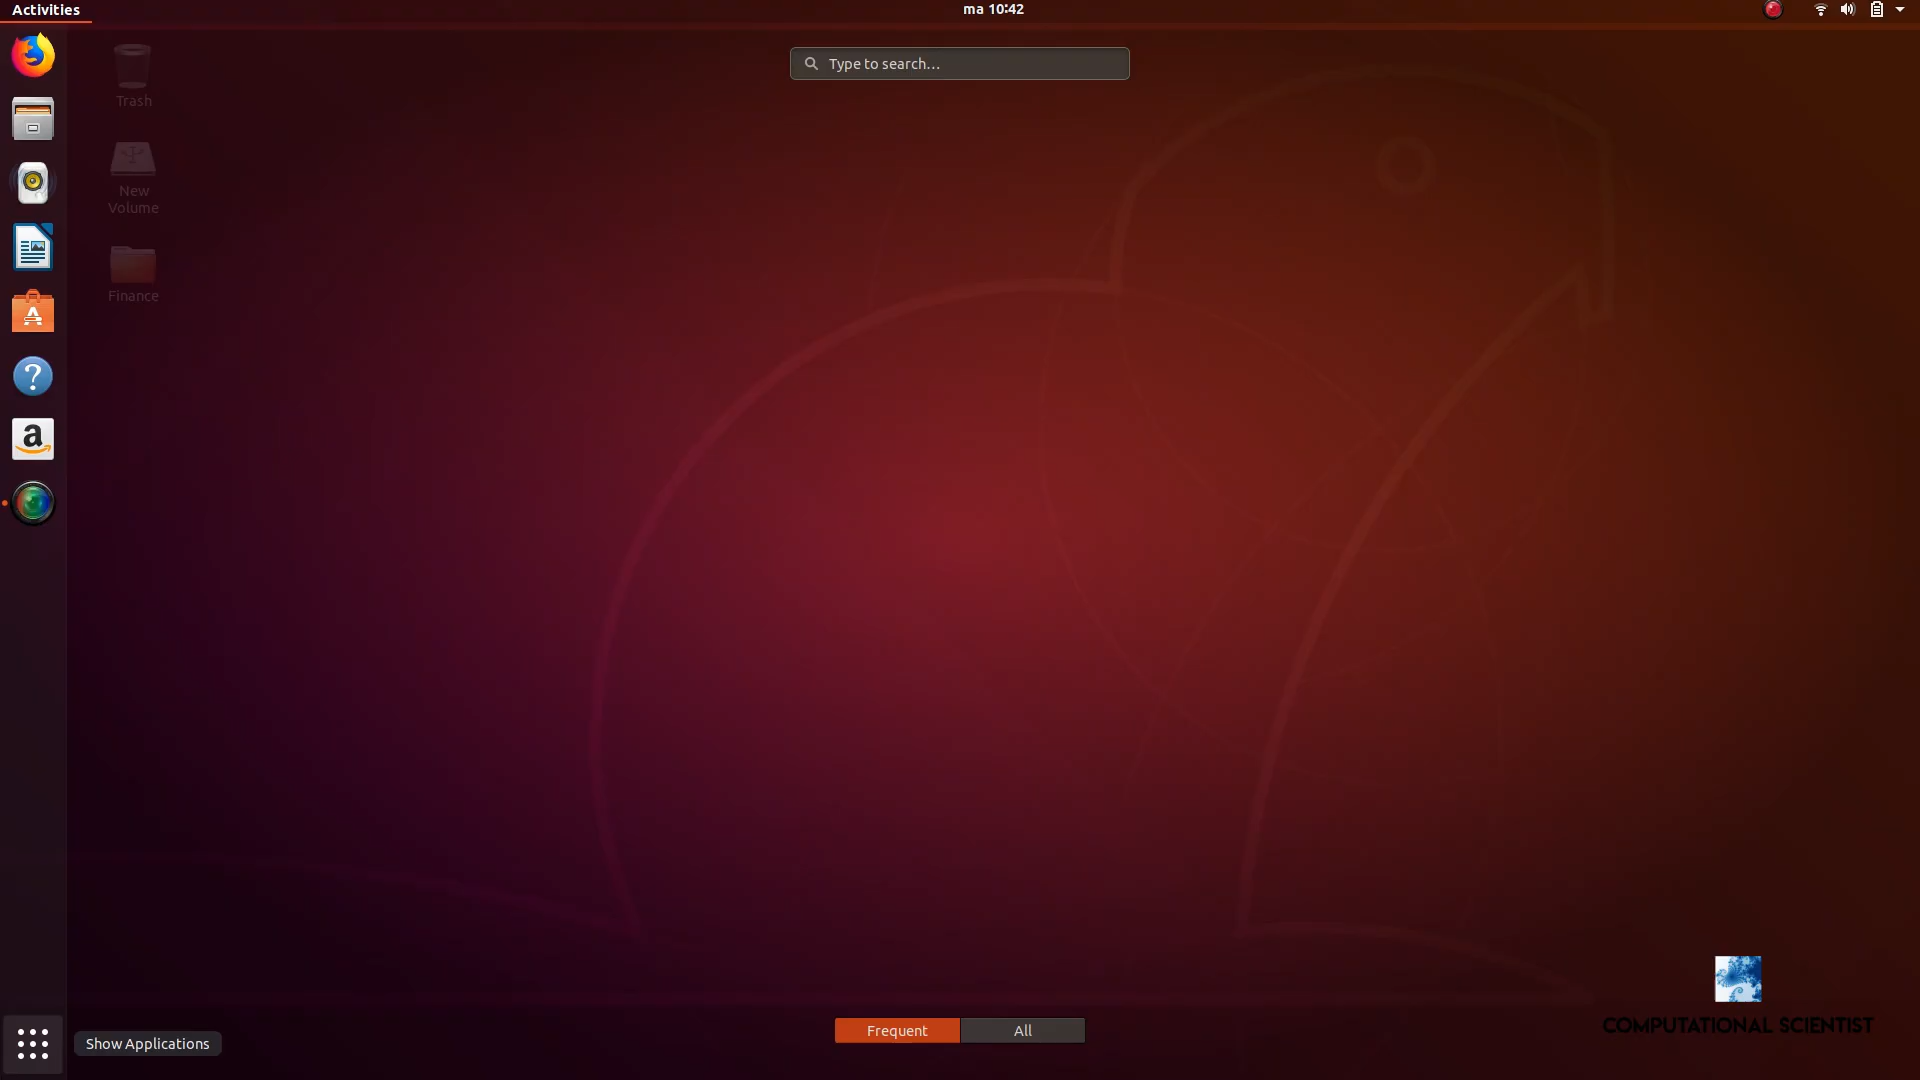 Activities
ma 10:42
Type to search...
Trash
New
Volume
Finance
a
Show Applications
Frequent
All
COMPUTATIONAL SCIENTIST